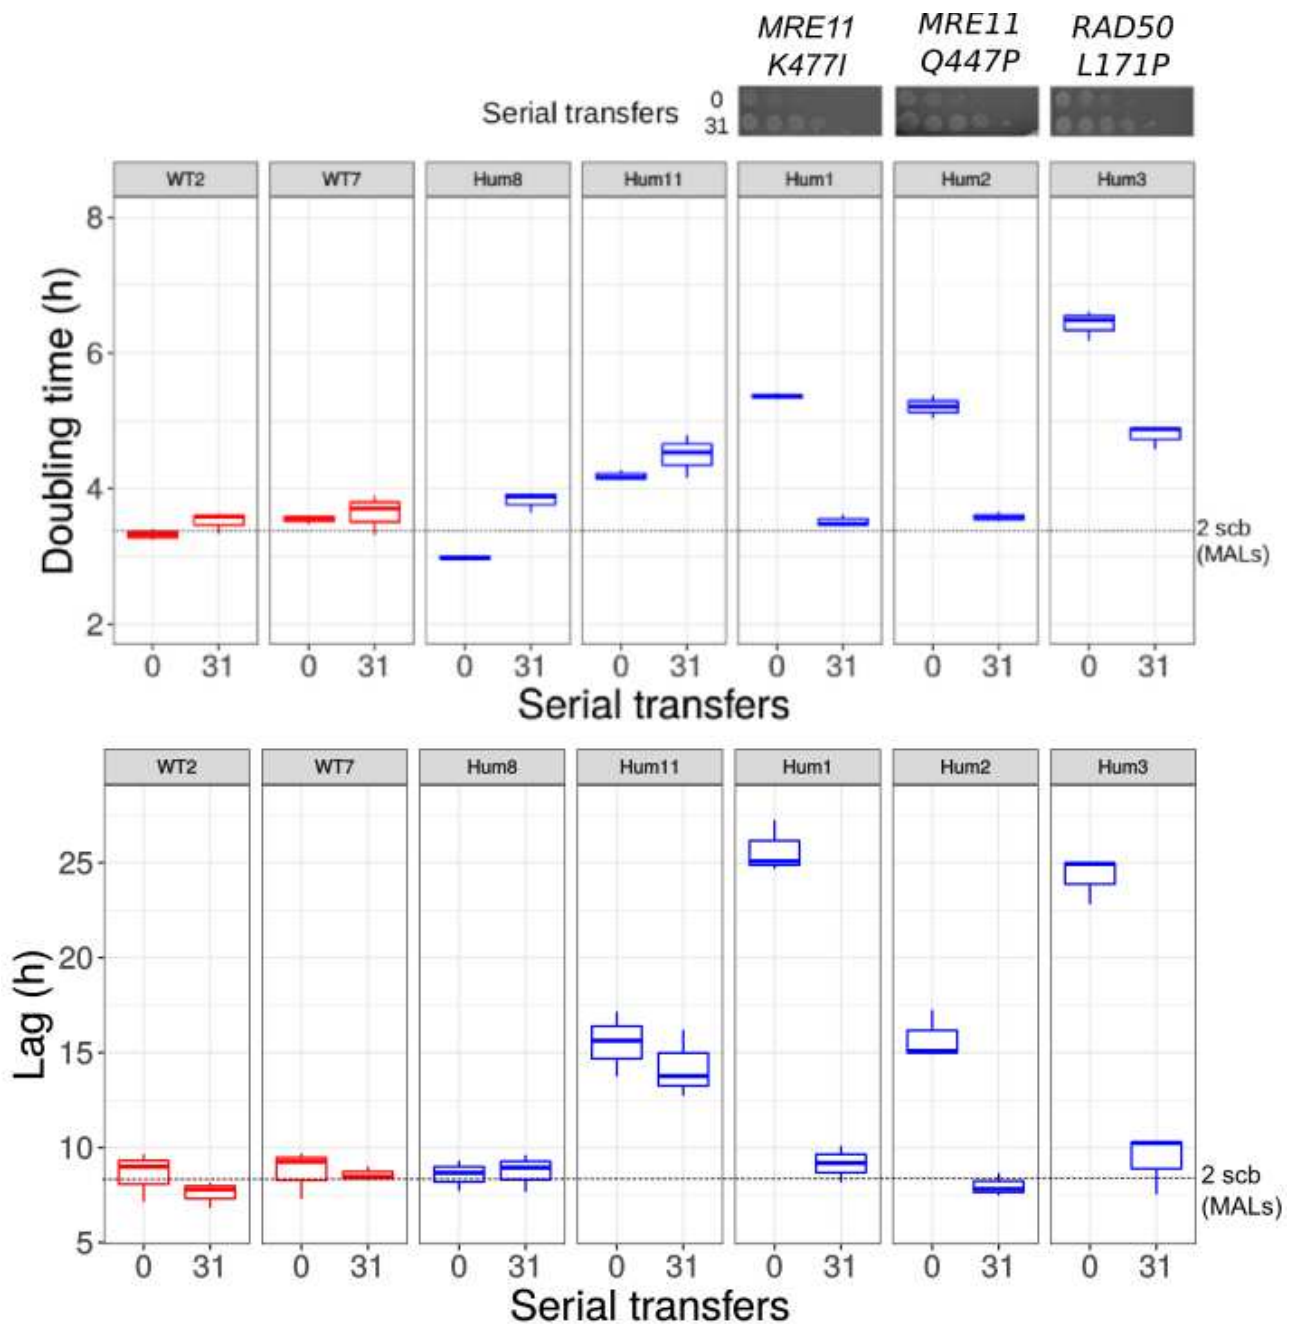 MRE11 MRE11 RAD50
K477I Q447P L171P
Serial transfers 0
31
WT2 WT7 Hum8 Hum11 Hum1 Hum2 Hum3
8
6
4
2
Doubling time (h)
2 scb
(MALs)
0 31 0 31 0 31 0 31 0 31 0 31 0 31
Serial transfers
WT2 WT7 Hum8 Hum11 Hum1 Hum2 Hum3
25
20
15
10
5
Lag (h)
2 scb
(MALs)
0 31 0 31 0 31 0 31 0 31 0 31 0 31
Serial transfers